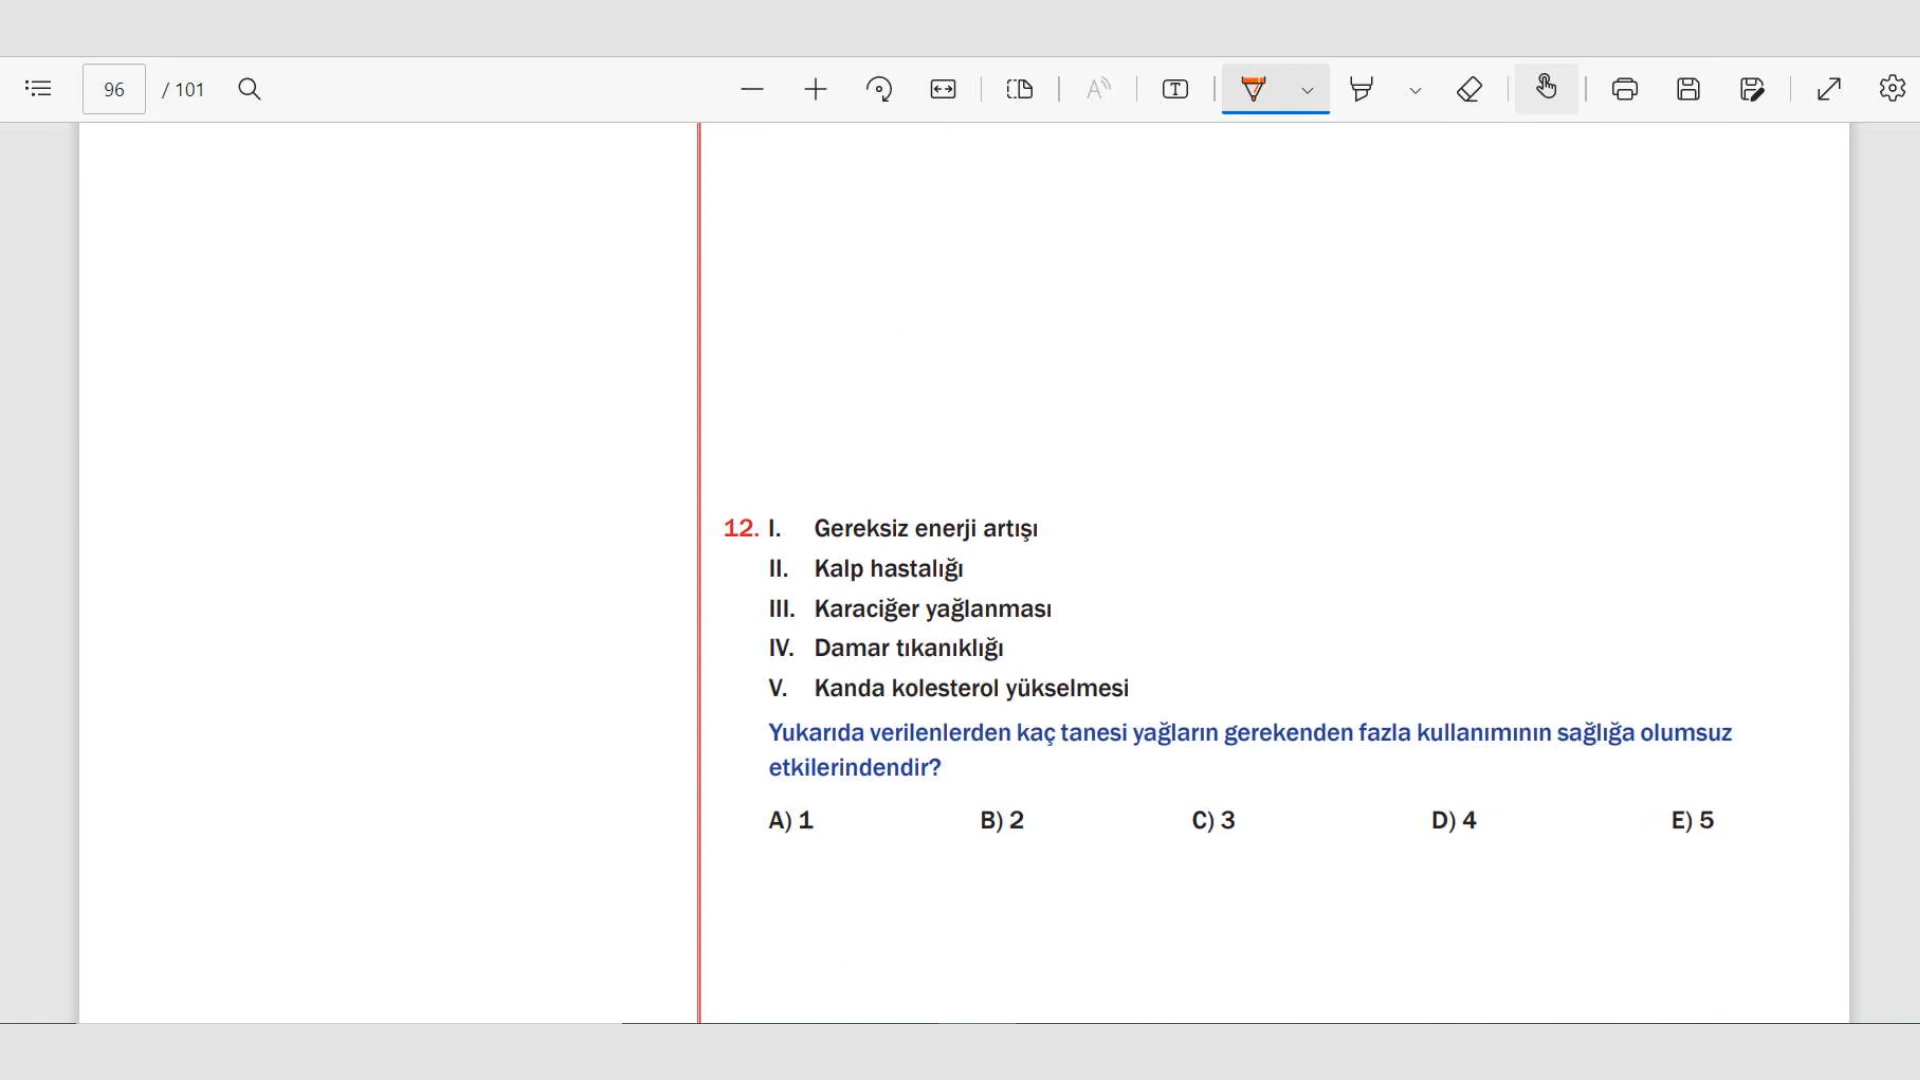 96 / 101
12. I. Gereksiz enerji artışı
II. Kalp hastalığı
III. Karaciğer yağlanması
IV. Damar tıkanıklığı
V. Kanda kolesterol yükselmesi
Yukarıda verilenlerden kaç tanesi yağların gerekenden fazla kullanımının sağlığa olumsuz
etkilerindendir?
A) 1 B) 2 C) 3 D) 4 E) 5